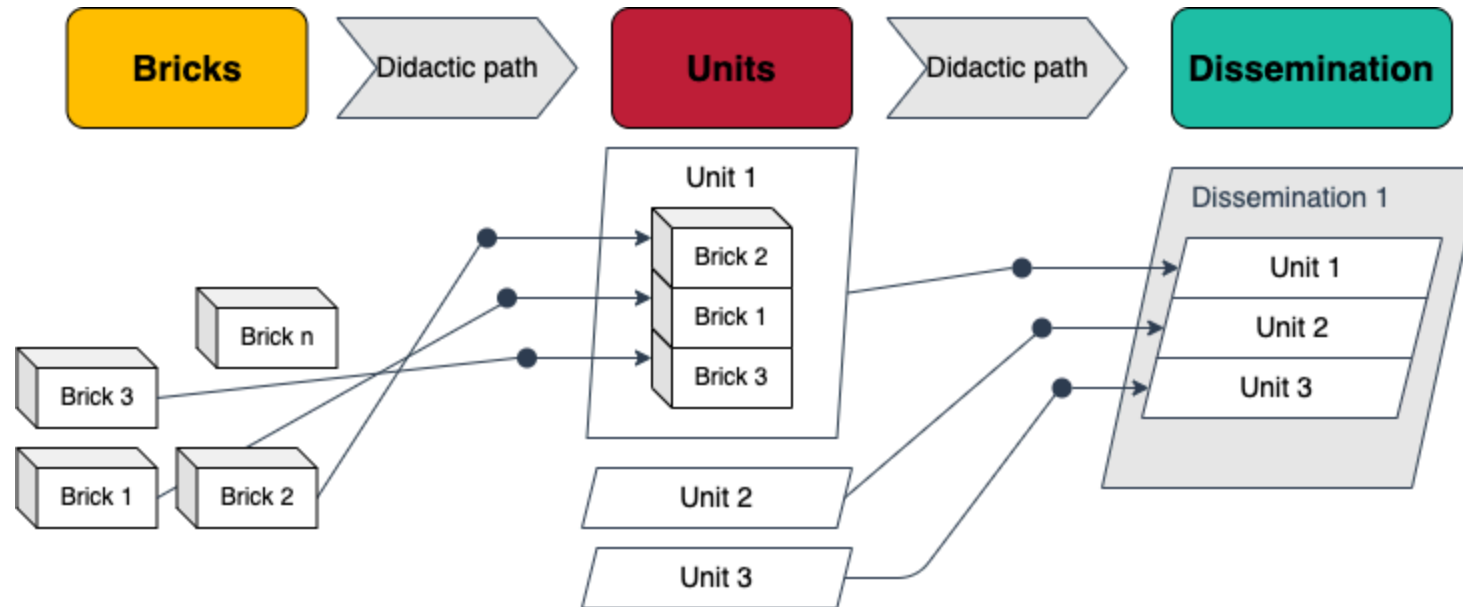 Bricks
Didactic path
Units
Didactic path
Dissemination
Unit 1
Brick 2
Brick 1
Brick 3
Brick n
Brick 3
Brick 1
Brick 2
Unit 2
Unit 3
Dissemination 1
Unit 1
Unit 2
Unit 3